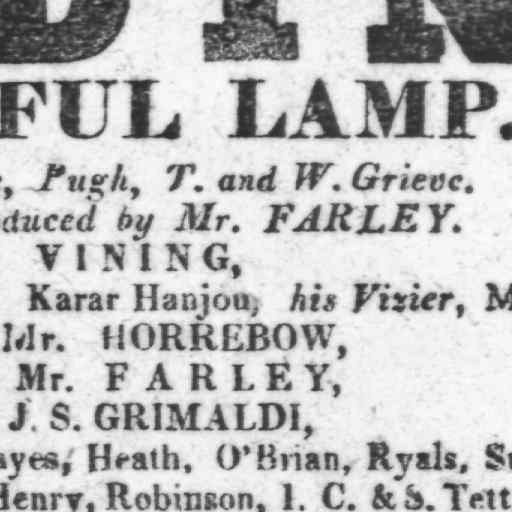 FUL LAMP.
Pugh, T. and W. Grieve.
duced by Mr. FARLEY.
VINING,
Karar Hanjou, his Vizier, M
Mr. HORREBOW,
Mr. FARLEY,
J. S. GRIMALDI,
ayes, Heath, O'Brian, Ryals, Su
Henry, Robinson, I. C. & S. Tett